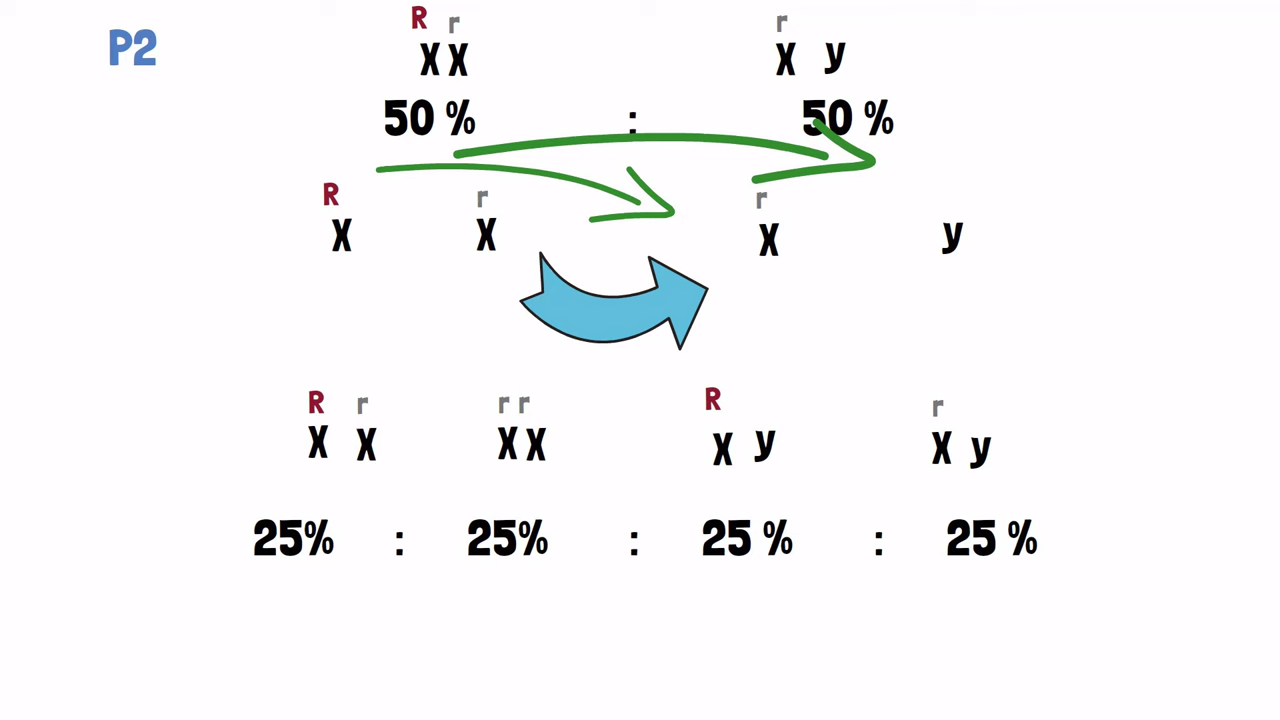 P2
R r r
X X X y
50 % : 50 %
R r r
X X X y
R r r r R r
X X X X X y X y
25% : 25% : 25 % : 25 %